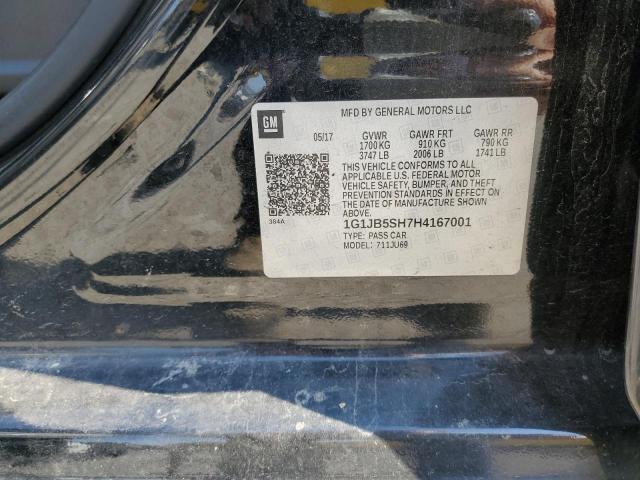 GM
MFD BY GENERAL MOTORS LLC
05/17 GVWR GAWR FRT GAWR RR
1700 KG 910 KG 790 KG
3747 LB 2006 LB 1741 LB
THIS VEHICLE CONFORMS TO ALL
APPLICABLE U.S. FEDERAL MOTOR
VEHICLE SAFETY, BUMPER, AND THEFT
PREVENTION STANDARDS IN EFFECT ON
THE DATE OF MANUFACTURE SHOWN
ABOVE.
384A
1G1JB5SH7H4167001
TYPE: PASS CAR
MODEL: 711JU69